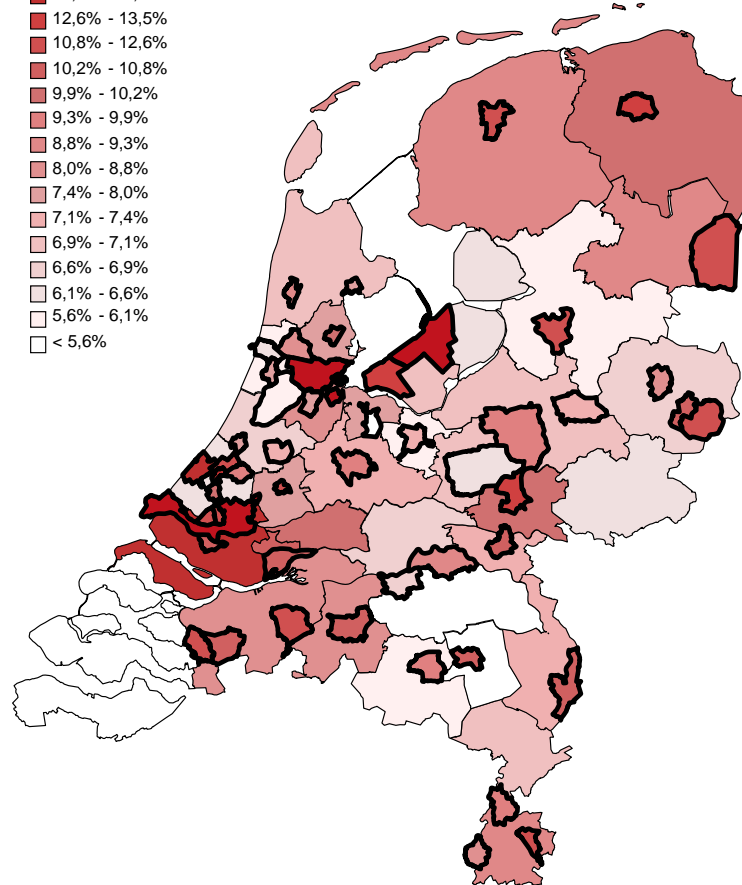 12,6% - 13,5%
10,8% - 12,6%
10,2% - 10,8%
9,9% - 10,2%
9,3% - 9,9%
8,8% - 9,3%
8,0% - 8,8%
7,4% - 8,0%
7,1% - 7,4%
6,9% - 7,1%
6,6% - 6,9%
6,1% - 6,6%
5,6% - 6,1%
< 5,6%